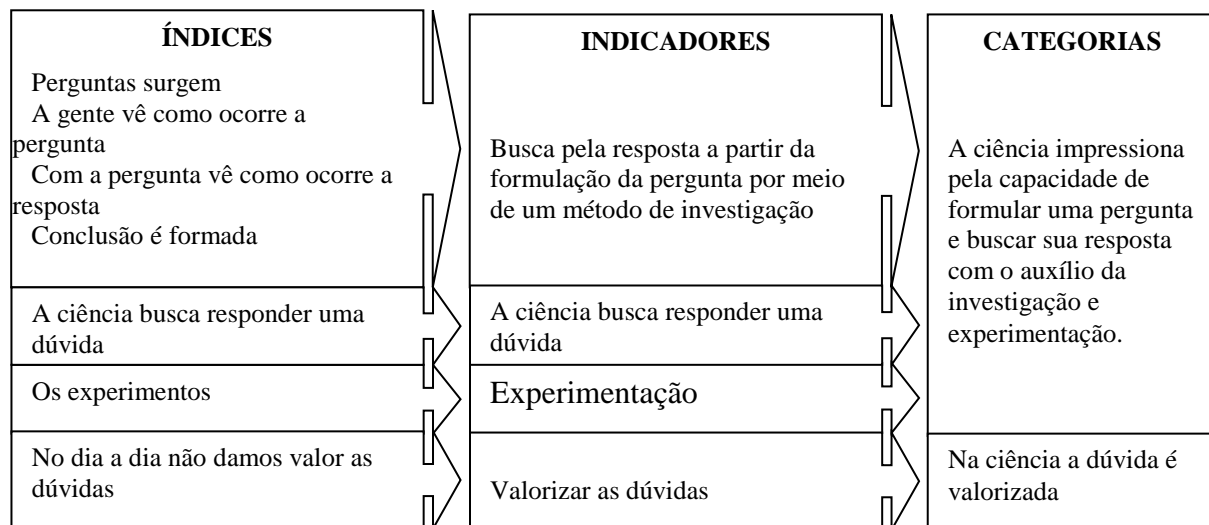 ÍNDICES
Perguntas surgem
A gente vê como ocorre a
pergunta
Com a pergunta vê como ocorre a
resposta
Conclusão é formada
A ciência busca responder uma
dúvida
Os experimentos
No dia a dia não damos valor as
dúvidas
INDICADORES
Busca pela resposta a partir da
formulação da pergunta por meio
de um método de investigação
A ciência busca responder uma
dúvida
Experimentação
Valorizar as dúvidas
CATEGORIAS
A ciência impressiona
pela capacidade de
formular uma pergunta
e buscar sua resposta
com o auxílio da
investigação e
experimentação.
Na ciência a dúvida é
valorizada